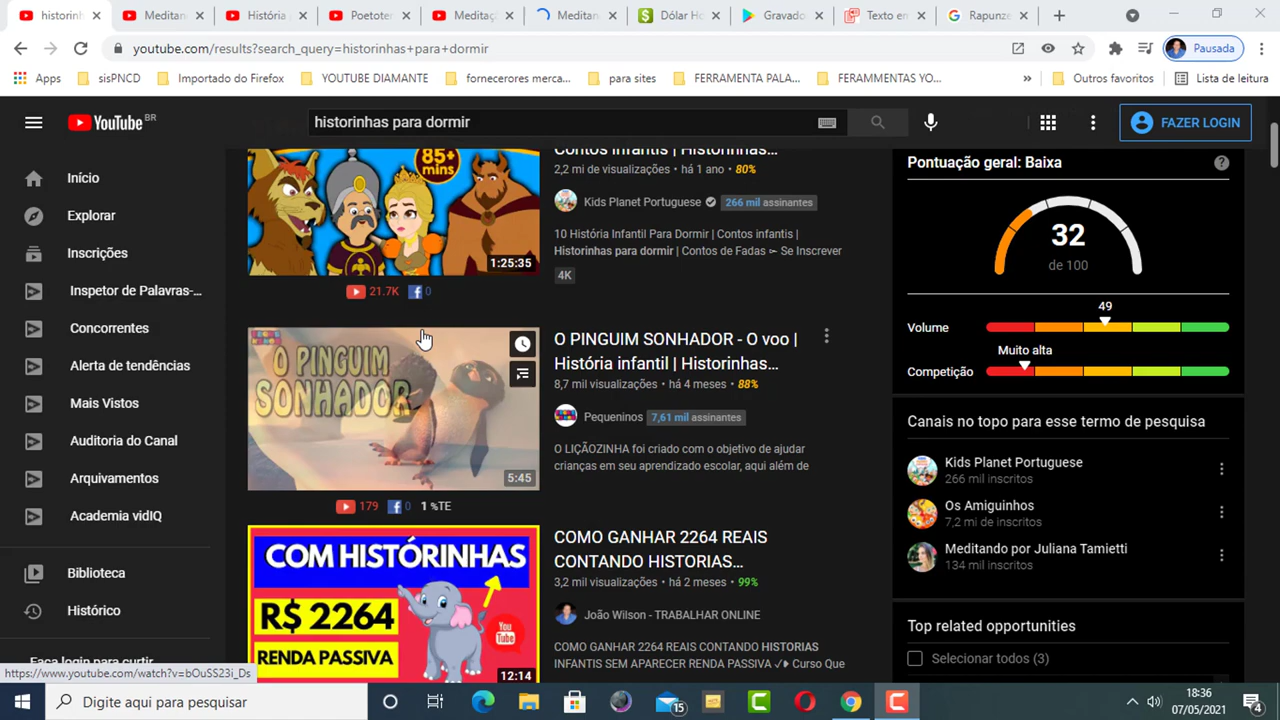 historinh
Meditan
História
Poetoter
Meditaç
Meditan
Dólar Ho
Gravado
Texto em
Rapunze
youtube.com/results?search_query=historinhas+para+dormir
Pausada
Apps
sisPNCD
Importado do Firefox
YOUTUBE DIAMANTE
fornecerores merca...
para sites
FERRAMENTA PALA...
FERAMMENTAS YO...
»
Outros favoritos
Lista de leitura
YouTube BR
historinhas para dormir
FAZER LOGIN
Início
Explorar
Inscrições
Inspetor de Palavras-...
Concorrentes
Alerta de tendências
Mais Vistos
Auditoria do Canal
Arquivamentos
Academia vidIQ
Biblioteca
Histórico
Faça login para curtir
https://www.youtube.com/watch?v=bOuSS23i_Ds
85+
mins
1:25:35
21.7K
0
Contos Infantis | Historinhas...
2,2 mi de visualizações • há 1 ano • 80%
Kids Planet Portuguese 266 mil assinantes
10 História Infantil Para Dormir | Contos infantis |
Historinhas para dormir | Contos de Fadas ► Se Inscrever
4K
O PINGUIM
SONHADOR
5:45
179
0
1 %TE
O PINGUIM SONHADOR - O voo |
História infantil | Historinhas...
8,7 mil visualizações • há 4 meses • 88%
Pequeninos 7,61 mil assinantes
O LIÇÃOZINHA foi criado com o objetivo de ajudar
crianças em seu aprendizado escolar, aqui além de
COM HISTÓRINHAS
R$ 2264
RENDA PASSIVA
You
Tube
12:14
COMO GANHAR 2264 REAIS
CONTANDO HISTORIAS...
3,2 mil visualizações • há 2 meses • 99%
João Wilson - TRABALHAR ONLINE
COMO GANHAR 2264 REAIS CONTANDO HISTORIAS
INFANTIS SEM APARECER RENDA PASSIVA ✓► Curso Que
Pontuação geral: Baixa
?
32
de 100
49
Volume
Muito alta
Competição
Canais no topo para esse termo de pesquisa
Kids Planet Portuguese
266 mil inscritos
Os Amiguinhos
7,2 mi de inscritos
Meditando por Juliana Tamietti
134 mil inscritos
Top related opportunities
Selecionar todos (3)
Digite aqui para pesquisar
15
18:36
07/05/2021
4